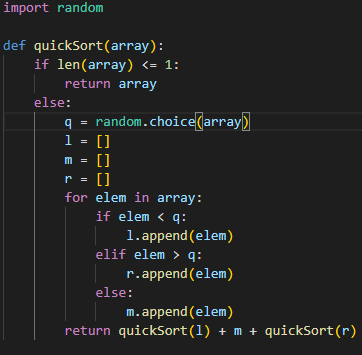 import random

def quickSort(array):
    if len(array) <= 1:
        return array
    else:
        q = random.choice(array)
        l = []
        m = []
        r = []
        for elem in array:
            if elem < q:
                l.append(elem)
            elif elem > q:
                r.append(elem)
            else:
                m.append(elem)
        return quickSort(l) + m + quickSort(r)